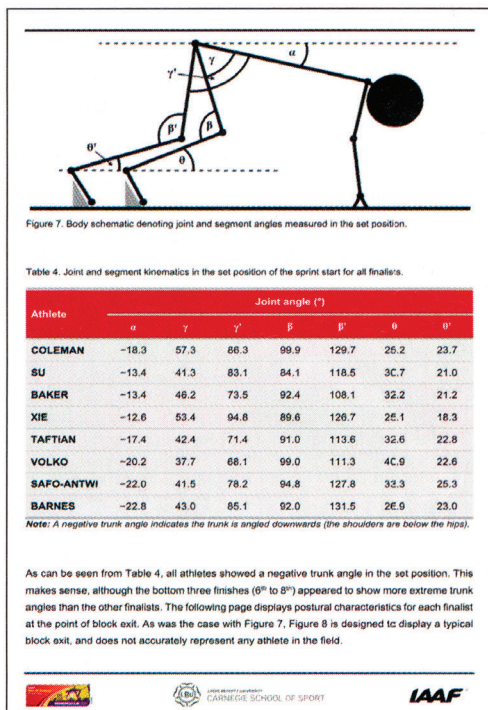 α
γ
γ'
β'
β
θ'
θ
Figure 7. Body schematic denoting joint and segment angles measured in the set position.
Table 4. Joint and segment kinematics in the set position of the sprint start for all finalists.
Athlete Joint angle (°)
α γ γ' β β' θ θ'
COLEMAN −18.3 57.3 86.3 99.9 129.7 25.2 23.7
SU −13.4 41.3 83.1 84.1 118.5 30.7 21.0
BAKER −13.4 46.2 73.5 92.4 108.1 32.2 21.2
XIE −12.6 53.4 94.8 89.6 126.7 25.1 18.3
TAFTIAN −17.4 42.4 71.4 91.0 113.6 32.6 22.8
VOLKO −20.2 37.7 68.1 99.0 111.3 40.9 22.6
SAFO-ANTWI −22.0 41.5 78.2 94.8 127.8 33.3 25.3
BARNES −22.8 43.0 85.1 92.0 131.5 26.9 23.0
Note: A negative trunk angle indicates the trunk is angled downwards (the shoulders are below the hips).
As can be seen from Table 4, all athletes showed a negative trunk angle in the set position. This
makes sense, although the bottom three finishes (6th to 8th) appeared to show more extreme trunk
angles than the other finalists. The following page displays postural characteristics for each finalist
at the point of block exit. As was the case with Figure 7, Figure 8 is designed to display a typical
block exit, and does not accurately represent any athlete in the field.
LEEDS BECKETT UNIVERSITY
CARNEGIE SCHOOL OF SPORT
IAAF